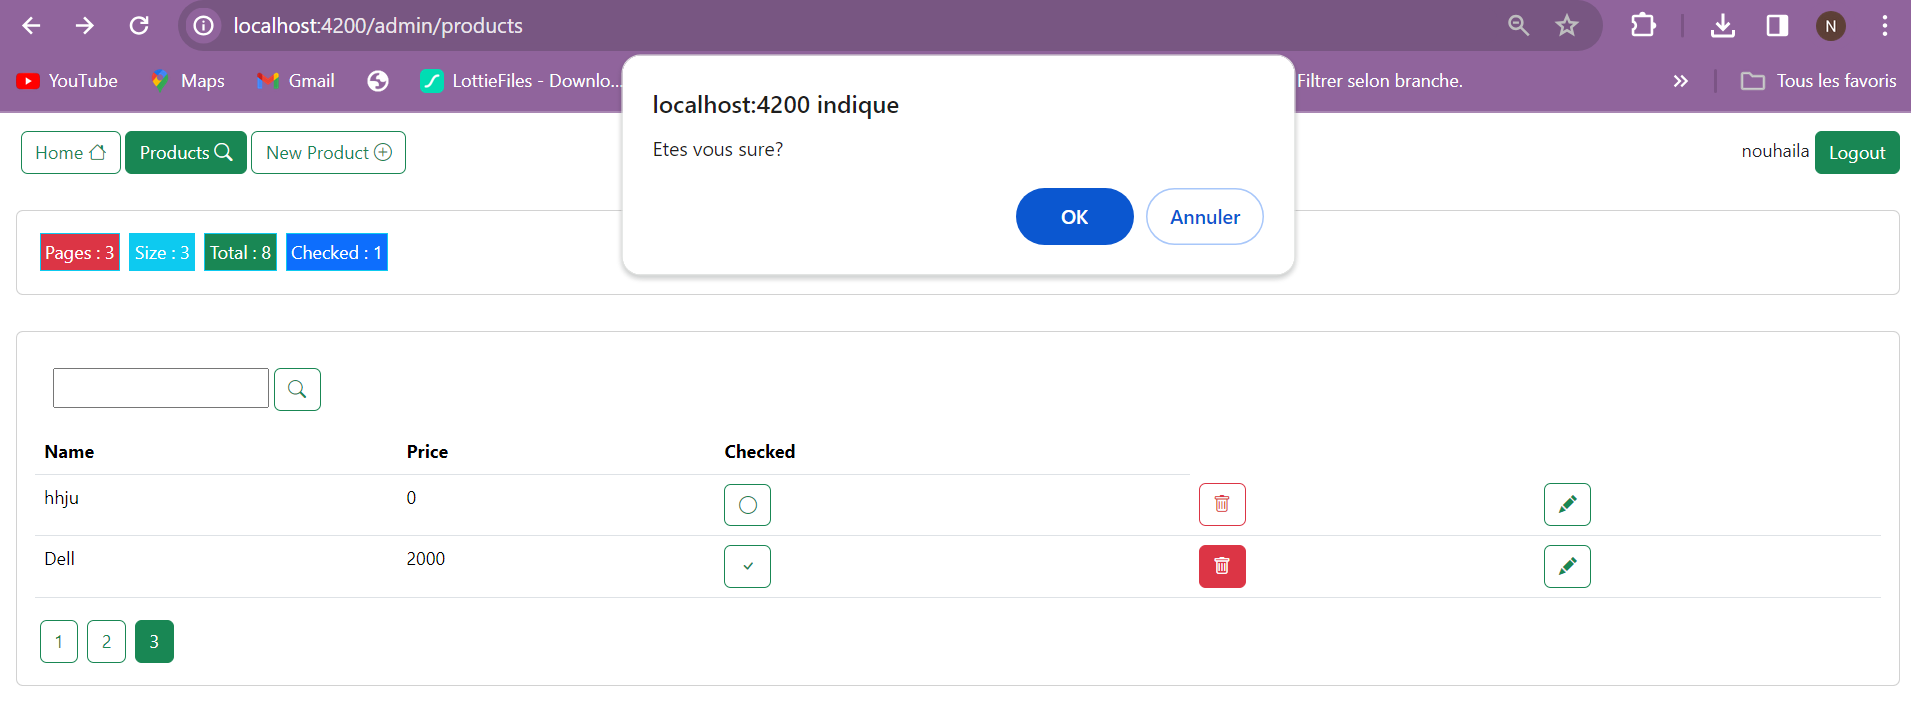 localhost:4200/admin/products
N
YouTube
Maps
Gmail
LottieFiles - Downlo...
Filtrer selon branche.
Tous les favoris
localhost:4200 indique
Etes vous sure?
OK
Annuler
Home
Products
New Product
nouhaila
Logout
Pages : 3
Size : 3
Total : 8
Checked : 1
Name Price Checked
hhju 0
Dell 2000
1 2 3